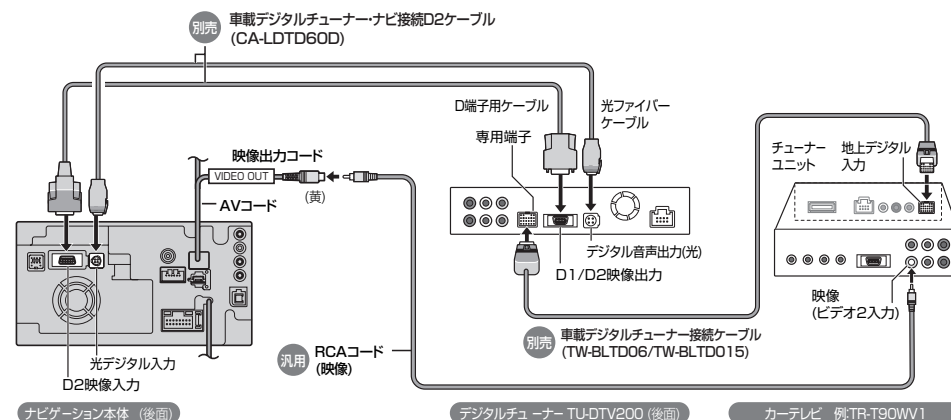 別売
車載デジタルチューナー・ナビ接続D2ケーブル
(CA-LDTD60D)
D端子用ケーブル
光ファイバー
ケーブル
専用端子
チューナー
ユニット
地上デジタル
入力
映像出力コード
VIDEO OUT
(黄)
AVコード
デジタル音声出力(光)
D1/D2映像出力
映像
(ビデオ2入力)
別売
車載デジタルチューナー接続ケーブル
(TW-BLTD06/TW-BLTD015)
汎用
RCAコード
(映像)
光デジタル入力
D2映像入力
ナビゲーション本体 (後面)
デジタルチューナー TU-DTV200 (後面)
カーテレビ 例:TR-T90WV1